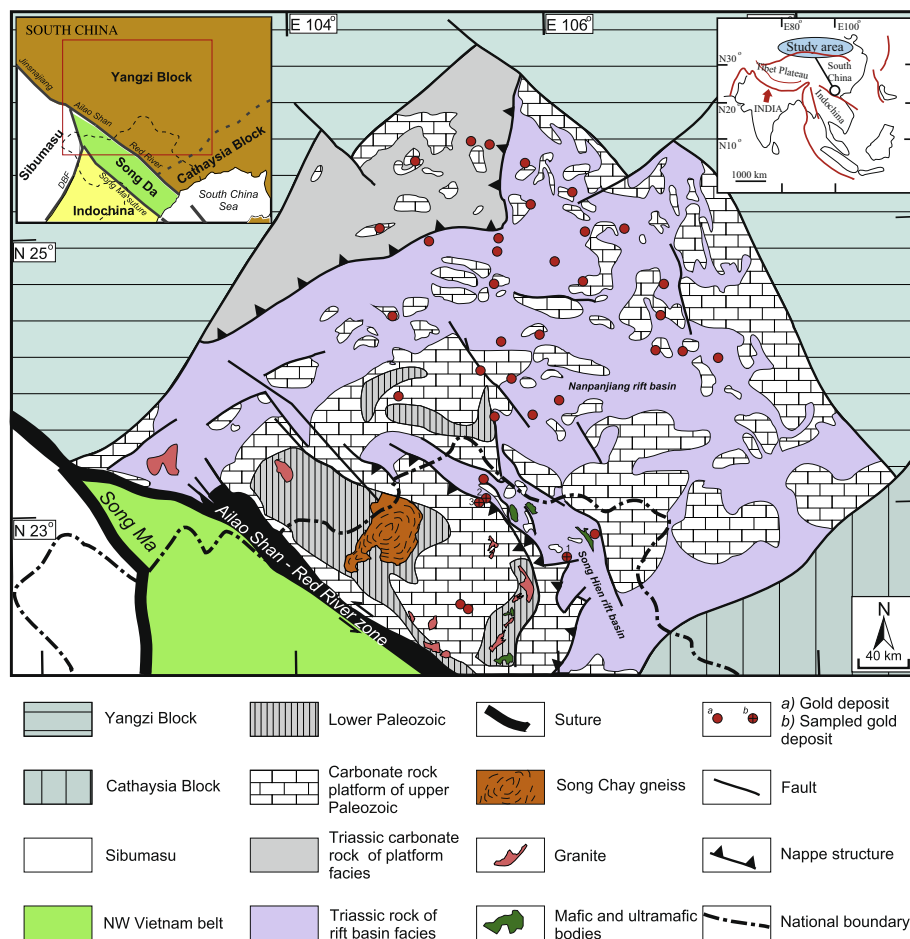 E 104°
E 106°
SOUTH CHINA
Yangzi Block
Jinshajiang
Ailao Shan
Red River
Cathaysia Block
Sibumasu
Song Da
DBF
Song Ma suture
South China
Sea
Indochina
E80°
E100°
Study area
N30°
Tibet Plateau
South
China
N20°
INDIA
Indochina
N10°
1000 km
N 25°
Nanpanjiang rift basin
N 23°
Song Ma
Ailao Shan - Red River zone
3
1
Song Hien rift basin
N
40 km
Yangzi Block
Lower Paleozoic
Suture
a
b
a) Gold deposit
b) Sampled gold
deposit
Cathaysia Block
Carbonate rock
platform of upper
Paleozoic
Song Chay gneiss
Fault
Sibumasu
Triassic carbonate
rock of platform
facies
Granite
Nappe structure
NW Vietnam belt
Triassic rock of
rift basin facies
Mafic and ultramafic
bodies
National boundary